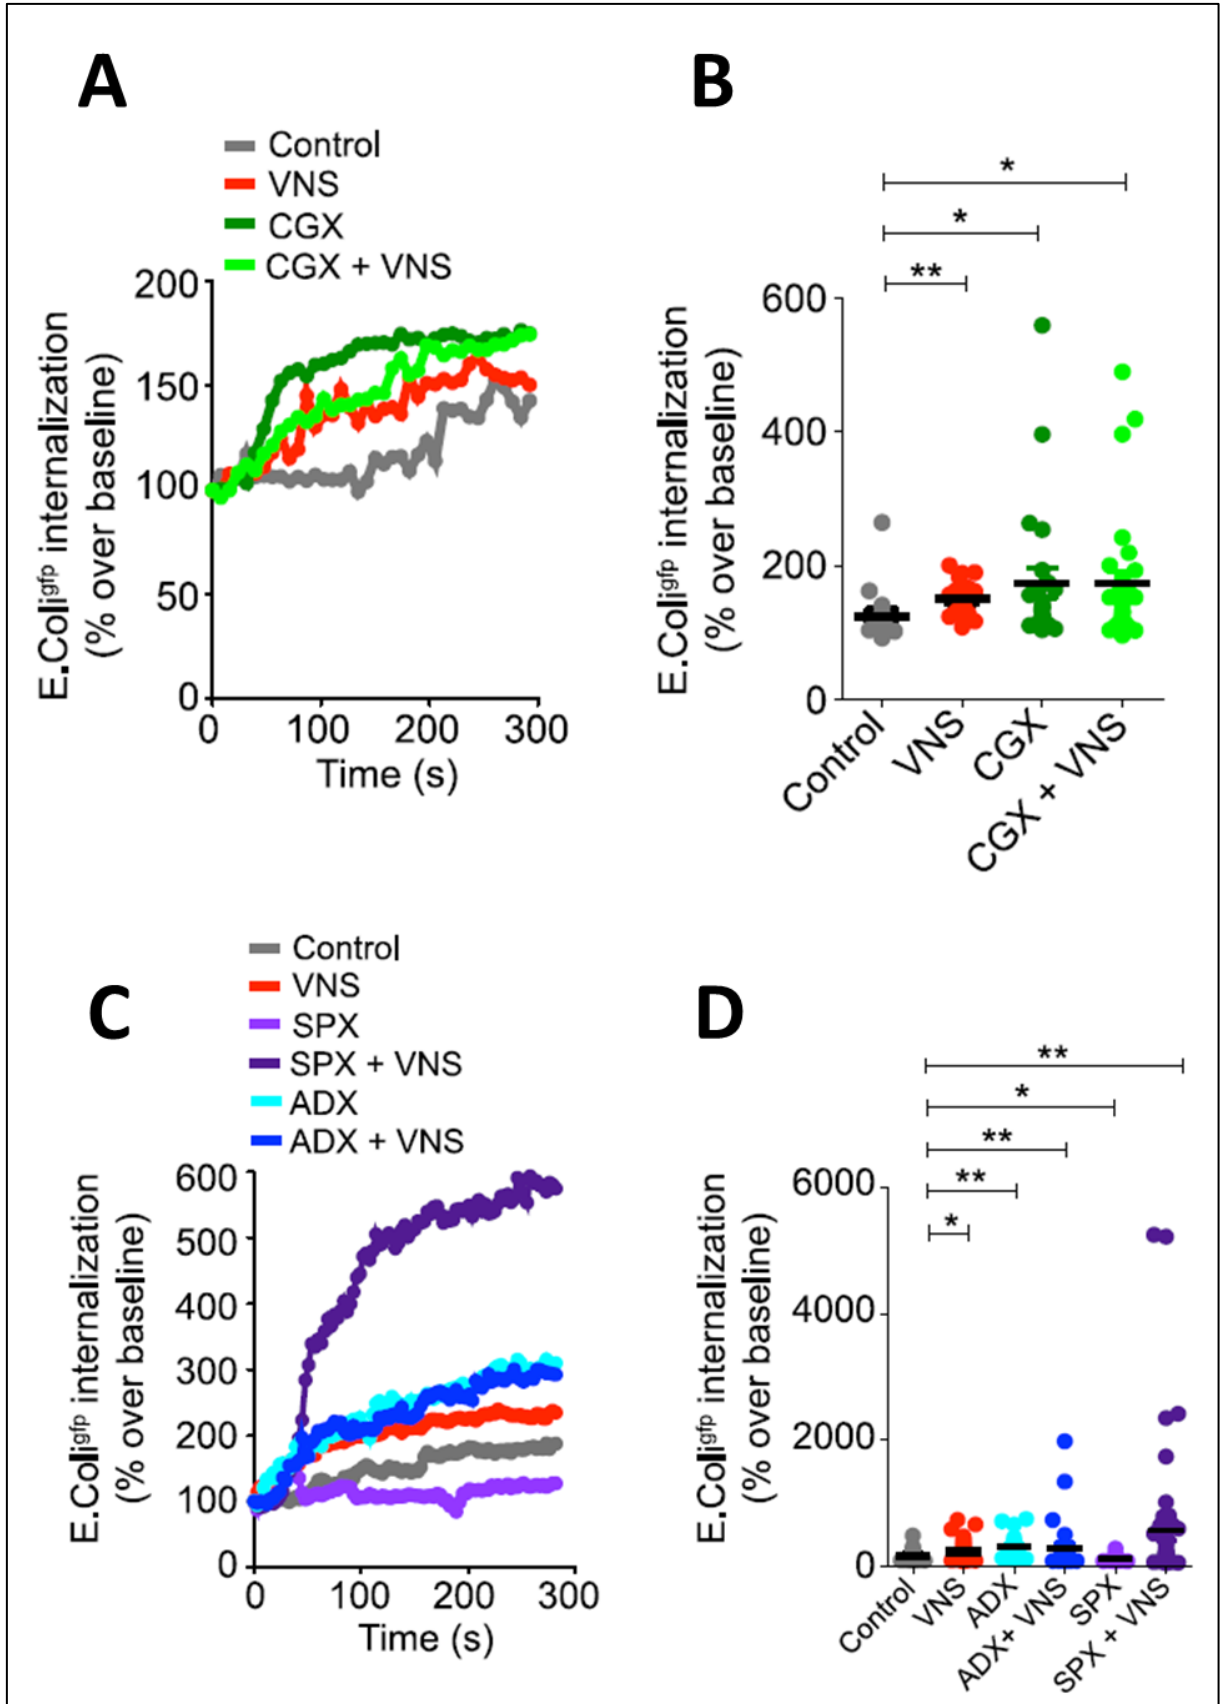 A
Control
VNS
CGX
CGX + VNS
E.Coliᵍᶠᵖ internalization
(% over baseline)
200
150
100
50
0
0 100 200 300
Time (s)
B
*
*
**
E.Coliᵍᶠᵖ internalization
(% over baseline)
600
400
200
0
Control
VNS
CGX
CGX + VNS
C
Control
VNS
SPX
SPX + VNS
ADX
ADX + VNS
E.Coliᵍᶠᵖ internalization
(% over baseline)
600
500
400
300
200
100
0
0 100 200 300
Time (s)
D
**
*
**
**
*
E.Coliᵍᶠᵖ internalization
(% over baseline)
6000
4000
2000
0
Control
VNS
ADX
ADX+ VNS
SPX
SPX + VNS